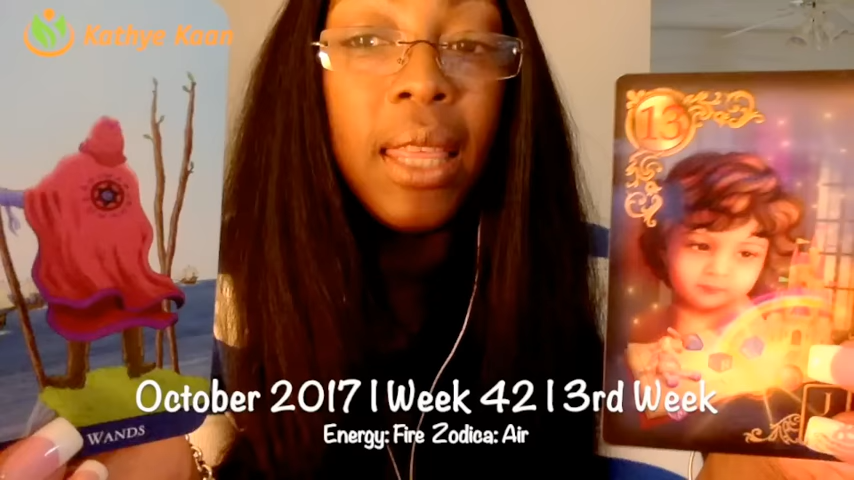 Kathye Kaan
13
WANDS
October 2017 | Week 42 | 3rd Week
Energy: Fire Zodica: Air